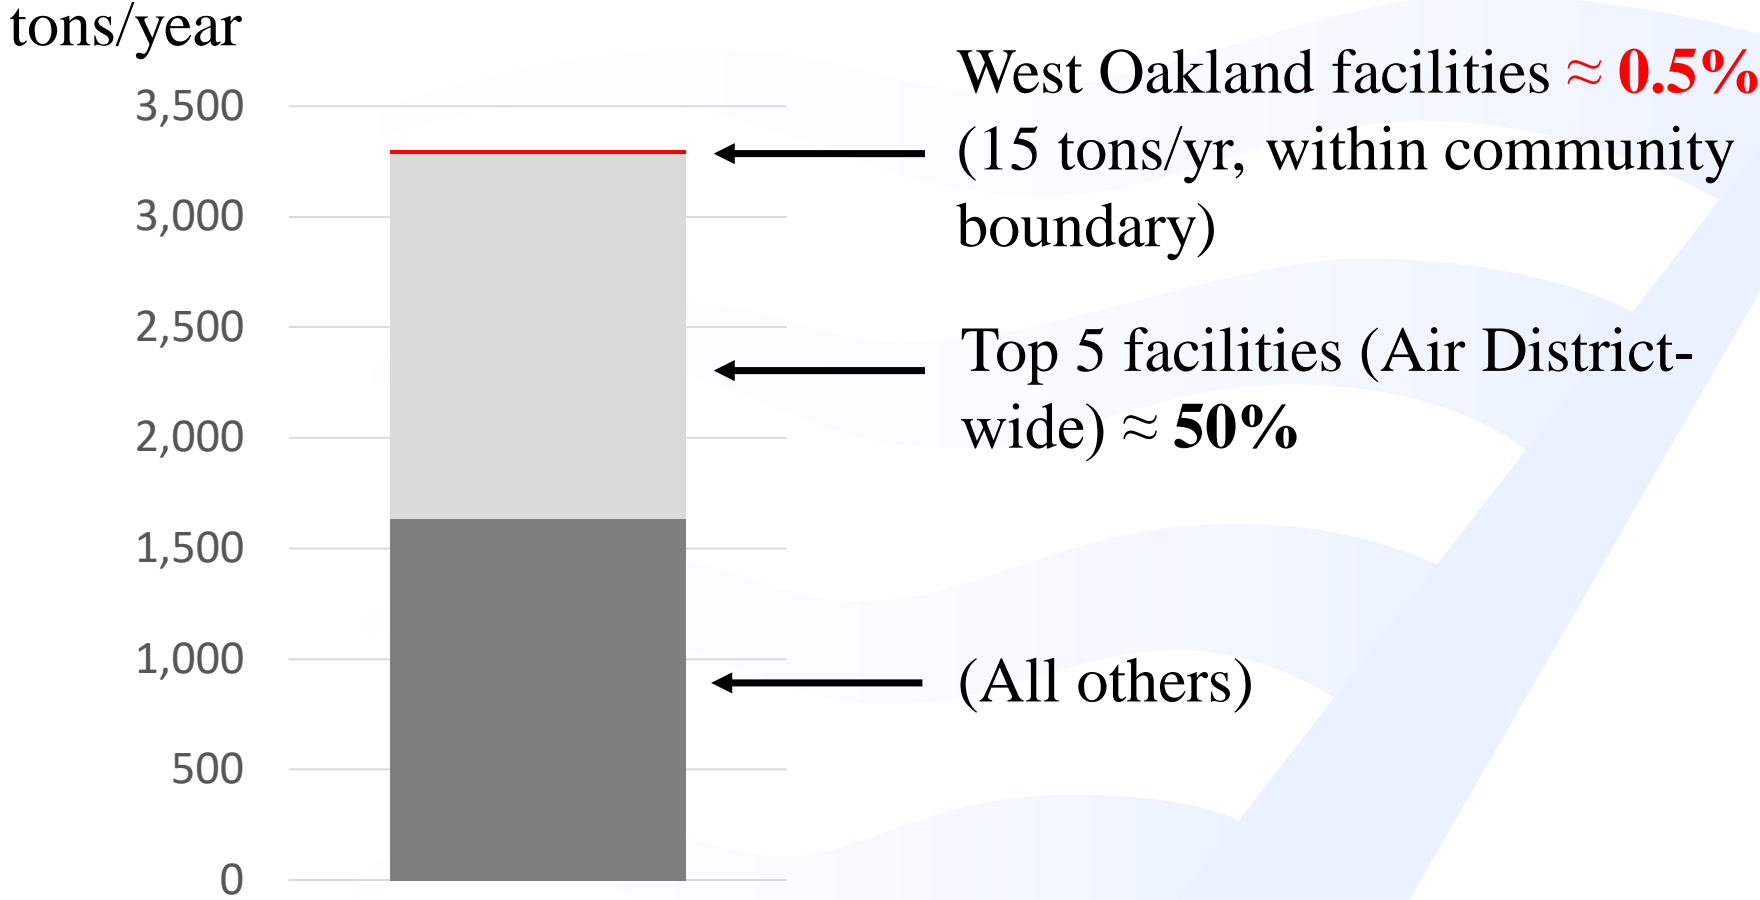 tons/year
3,500
3,000
2,500
2,000
1,500
1,000
500
0
West Oakland facilities ≈ 0.5%
(15 tons/yr, within community
boundary)
Top 5 facilities (Air District-
wide) ≈ 50%
(All others)